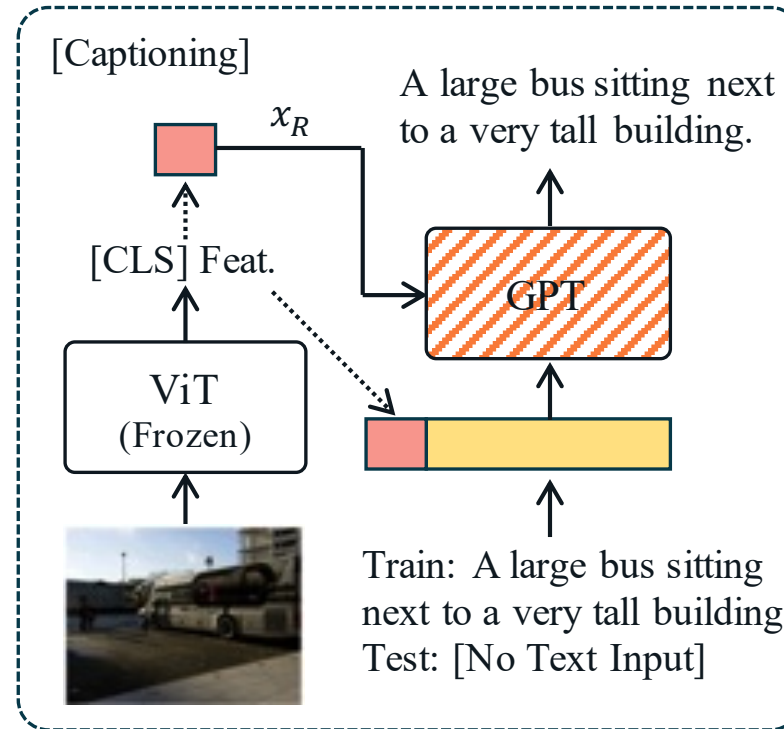 [Captioning]
A large bus sitting next
to a very tall building.
x_R
[CLS] Feat.
GPT
ViT
(Frozen)
Train: A large bus sitting
next to a very tall building
Test: [No Text Input]